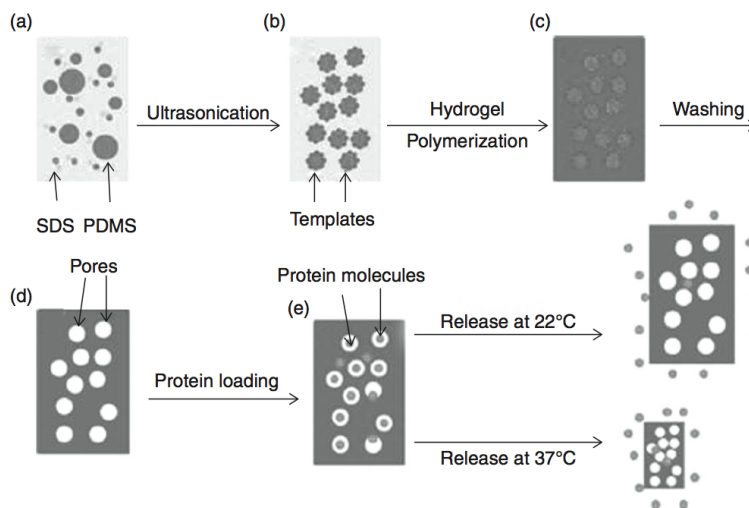 (a)
(b)
(c)
Ultrasonication
Hydrogel
Polymerization
Washing
SDS PDMS
Templates
Pores
(d)
Protein molecules
(e)
Protein loading
Release at 22°C
Release at 37°C